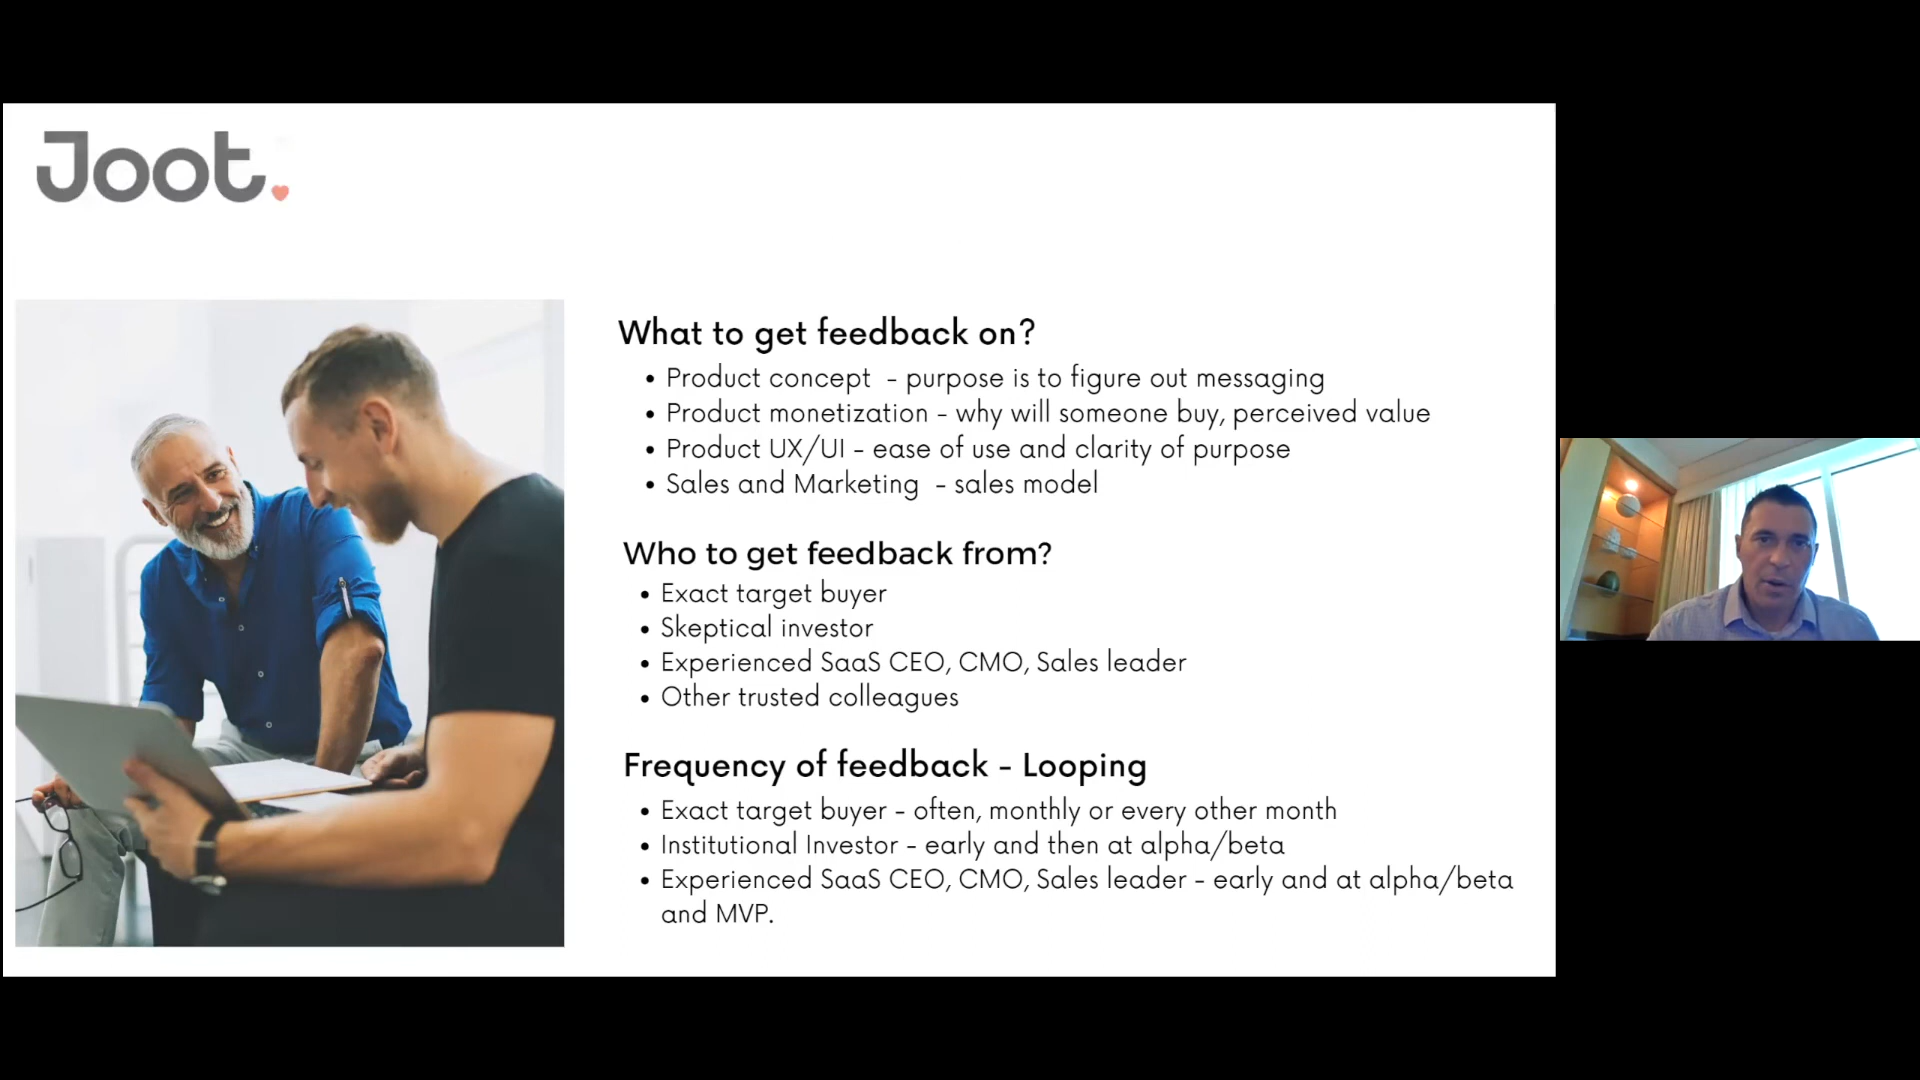 Joot.
What to get feedback on?
• Product concept - purpose is to figure out messaging
• Product monetization - why will someone buy, perceived value
• Product UX/UI - ease of use and clarity of purpose
• Sales and Marketing - sales model
Who to get feedback from?
• Exact target buyer
• Skeptical investor
• Experienced SaaS CEO, CMO, Sales leader
• Other trusted colleagues
Frequency of feedback - Looping
• Exact target buyer - often, monthly or every other month
• Institutional Investor - early and then at alpha/beta
• Experienced SaaS CEO, CMO, Sales leader - early and at alpha/beta
and MVP.